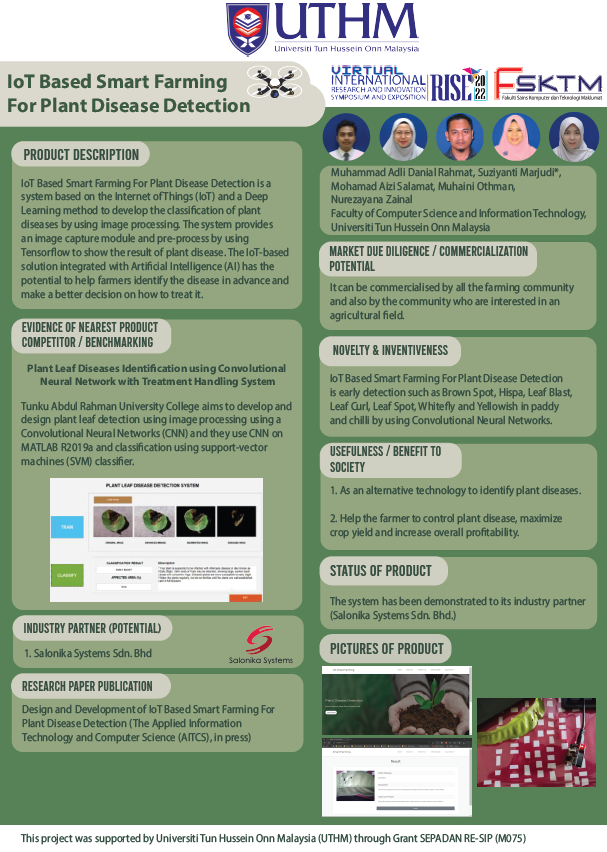 UTHM
Universiti Tun Hussein Onn Malaysia
IoT Based Smart Farming
For Plant Disease Detection
VIRTUAL
INTERNATIONAL
RESEARCH AND INNOVATION
SYMPOSIUM AND EXPOSITION
RISE 2022
FSKTM
Fakulti Sains Komputer dan Teknologi Maklumat
PRODUCT DESCRIPTION
IoT Based Smart Farming For Plant Disease Detection is a
system based on the Internet of Things (IoT) and a Deep
Learning method to develop the classification of plant
diseases by using image processing. The system provides
an image capture module and pre-process by using
Tensorflow to show the result of plant disease. The IoT-based
solution integrated with Artificial Intelligence (AI) has the
potential to help farmers identify the disease in advance and
make a better decision on how to treat it.
EVIDENCE OF NEAREST PRODUCT
COMPETITOR / BENCHMARKING
Plant Leaf Diseases Identification using Convolutional
Neural Network with Treatment Handling System
Tunku Abdul Rahman University College aims to develop and
design plant leaf detection using image processing using a
Convolutional Neural Networks (CNN) and they use CNN on
MATLAB R2019a and classification using support-vector
machines (SVM) classifier.
PLANT LEAF DISEASE DETECTION SYSTEM
TRAIN
CLASSIFY
CLASSIFICATION RESULT
AFFECTED AREA (%)
INDUSTRY PARTNER (POTENTIAL)
1. Salonika Systems Sdn. Bhd
Salonika Systems
RESEARCH PAPER PUBLICATION
Design and Development of IoT Based Smart Farming For
Plant Disease Detection (The Applied Information
Technology and Computer Science (AITCS), in press)
Muhammad Adli Danial Rahmat, Suziyanti Marjudi*,
Mohamad Aizi Salamat, Muhaini Othman,
Nurezayana Zainal
Faculty of Computer Science and Information Technology,
Universiti Tun Hussein Onn Malaysia
MARKET DUE DILIGENCE / COMMERCIALIZATION
POTENTIAL
It can be commercialised by all the farming community
and also by the community who are interested in an
agricultural field.
NOVELTY & INVENTIVENESS
IoT Based Smart Farming For Plant Disease Detection
is early detection such as Brown Spot, Hispa, Leaf Blast,
Leaf Curl, Leaf Spot, Whitefly and Yellowish in paddy
and chilli by using Convolutional Neural Networks.
USEFULNESS / BENEFIT TO
SOCIETY
1. As an alternative technology to identify plant diseases.
2. Help the farmer to control plant disease, maximize
crop yield and increase overall profitability.
STATUS OF PRODUCT
The system has been demonstrated to its industry partner
(Salonika Systems Sdn. Bhd.)
PICTURES OF PRODUCT
Result
This project was supported by Universiti Tun Hussein Onn Malaysia (UTHM) through Grant SEPADAN RE-SIP (M075)